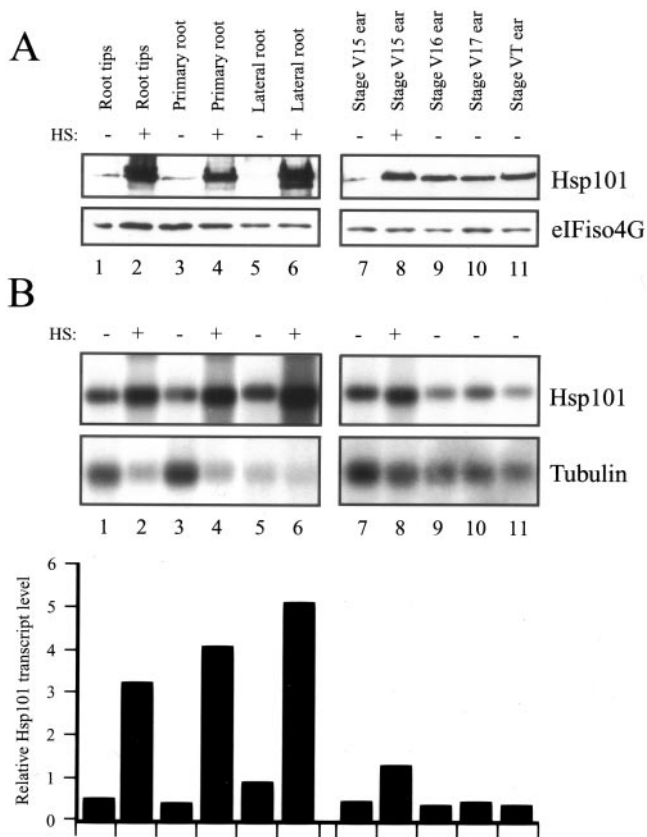 A
Root tips
Root tips
Primary root
Primary root
Lateral root
Lateral root
Stage V15 ear
Stage V15 ear
Stage V16 ear
Stage V17 ear
Stage VT ear
HS: - + - + - + - + - - -
Hsp101
eIFiso4G
1 2 3 4 5 6 7 8 9 10 11
B
HS: - + - + - + - + - - -
Hsp101
Tubulin
1 2 3 4 5 6 7 8 9 10 11
Relative Hsp101 transcript level
6
5
4
3
2
1
0